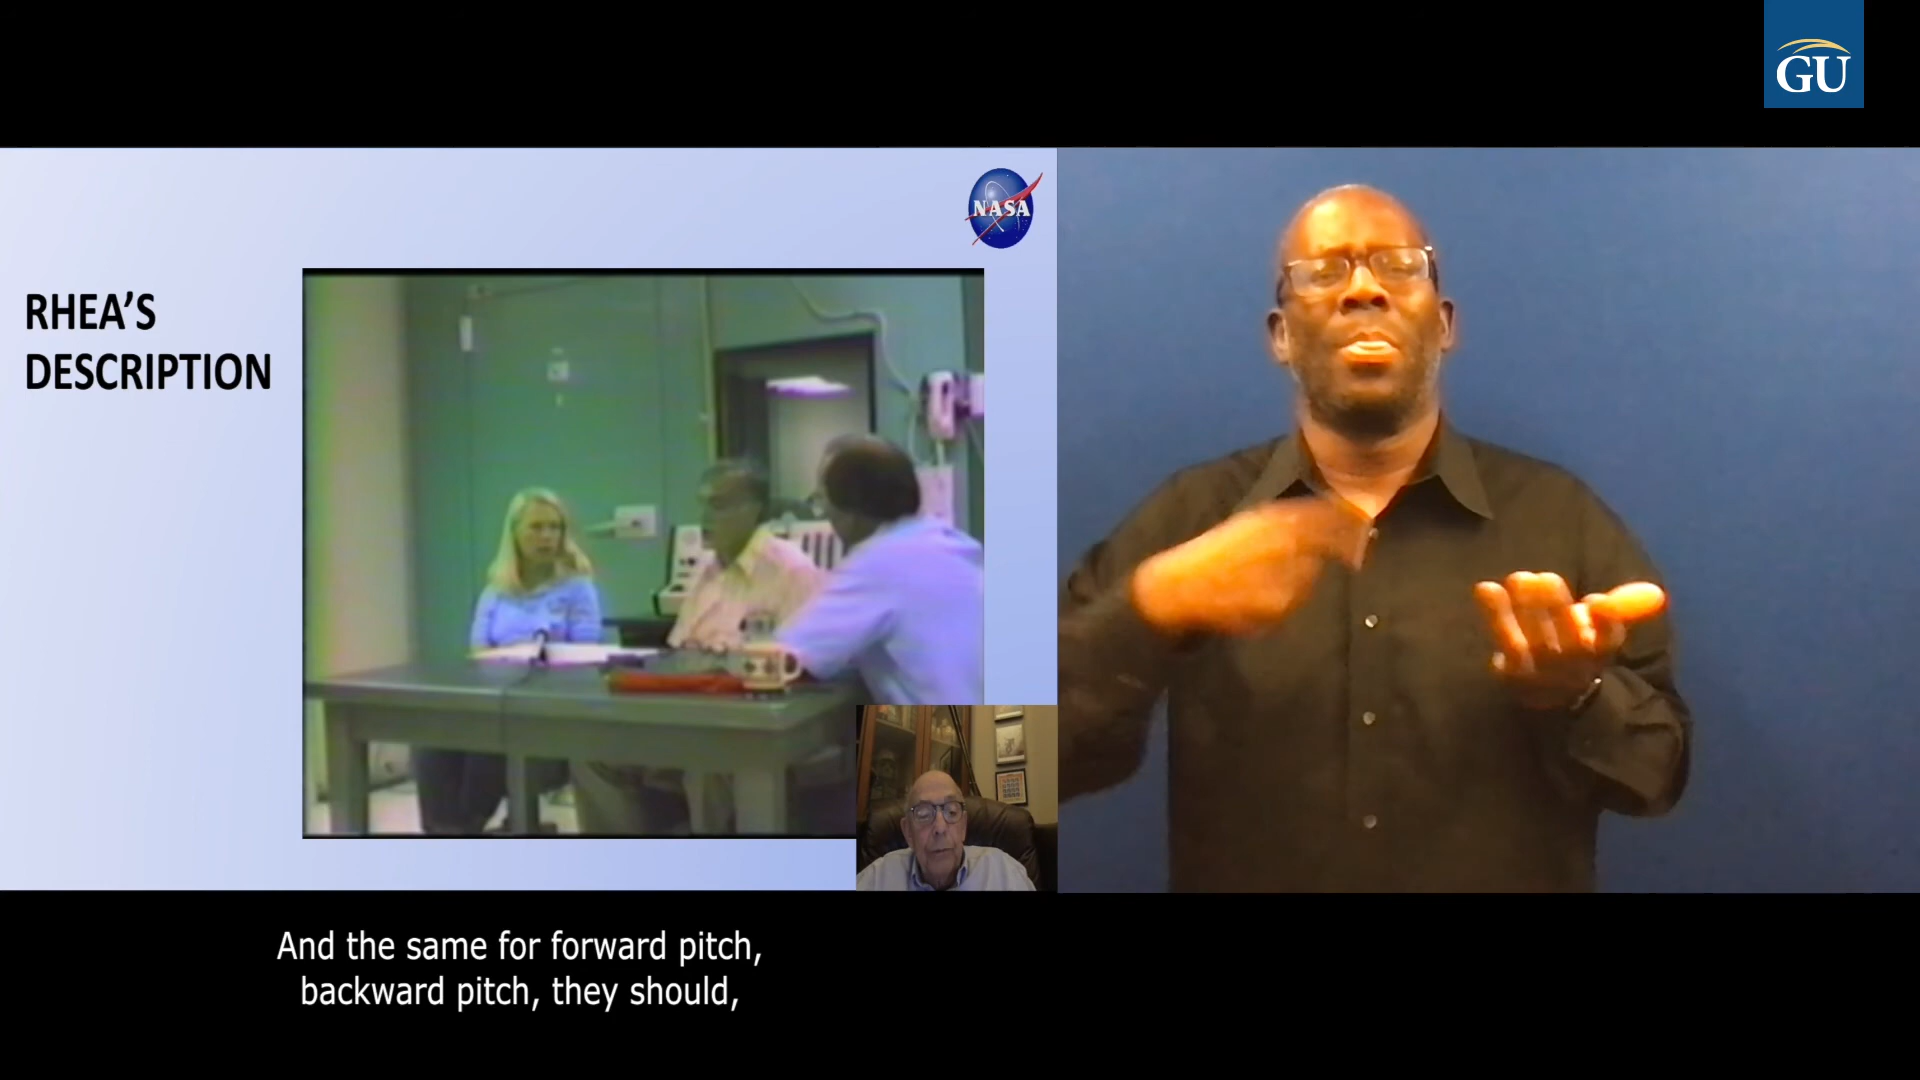 GU
NASA
RHEA’S
DESCRIPTION
And the same for forward pitch,
backward pitch, they should,